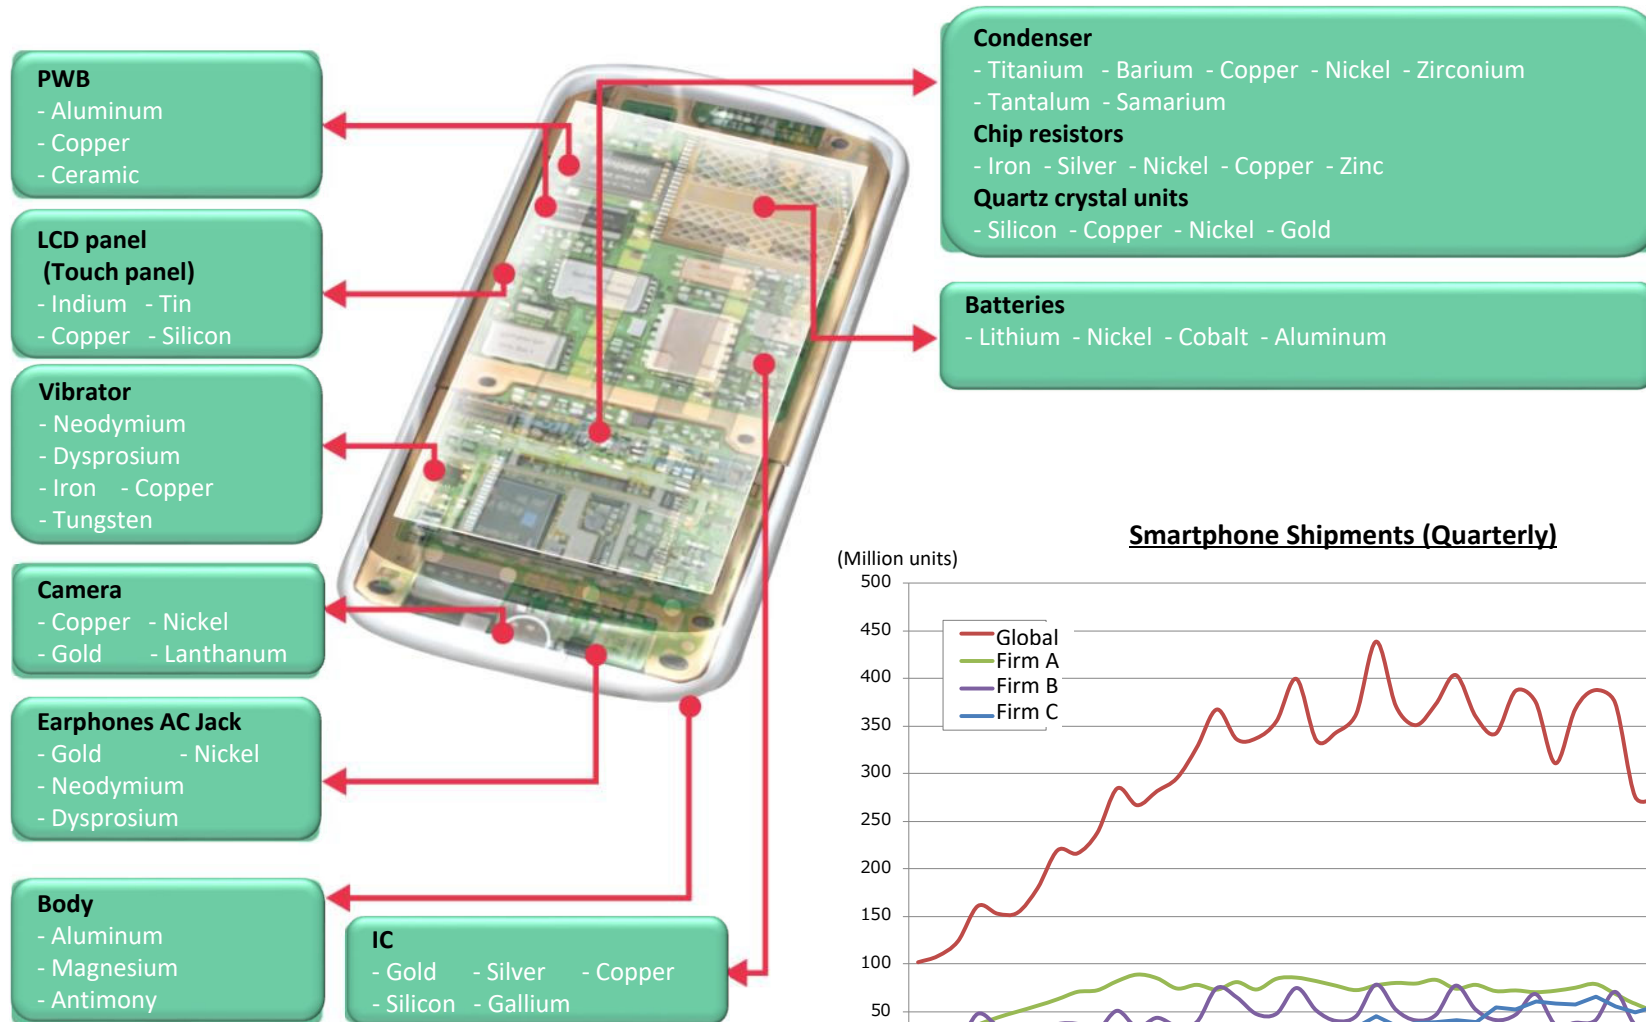 PWB
- Aluminum
- Copper
- Ceramic
LCD panel
(Touch panel)
- Indium - Tin
- Copper - Silicon
Vibrator
- Neodymium
- Dysprosium
- Iron - Copper
- Tungsten
Camera
- Copper - Nickel
- Gold - Lanthanum
Earphones AC Jack
- Gold - Nickel
- Neodymium
- Dysprosium
Body
- Aluminum
- Magnesium
- Antimony
IC
- Gold - Silver - Copper
- Silicon - Gallium
Condenser
- Titanium - Barium - Copper - Nickel - Zirconium
- Tantalum - Samarium
Chip resistors
- Iron - Silver - Nickel - Copper - Zinc
Quartz crystal units
- Silicon - Copper - Nickel - Gold
Batteries
- Lithium - Nickel - Cobalt - Aluminum
Smartphone Shipments (Quarterly)
(Million units)
500
450
400
350
300
250
200
150
100
50
Global
Firm A
Firm B
Firm C